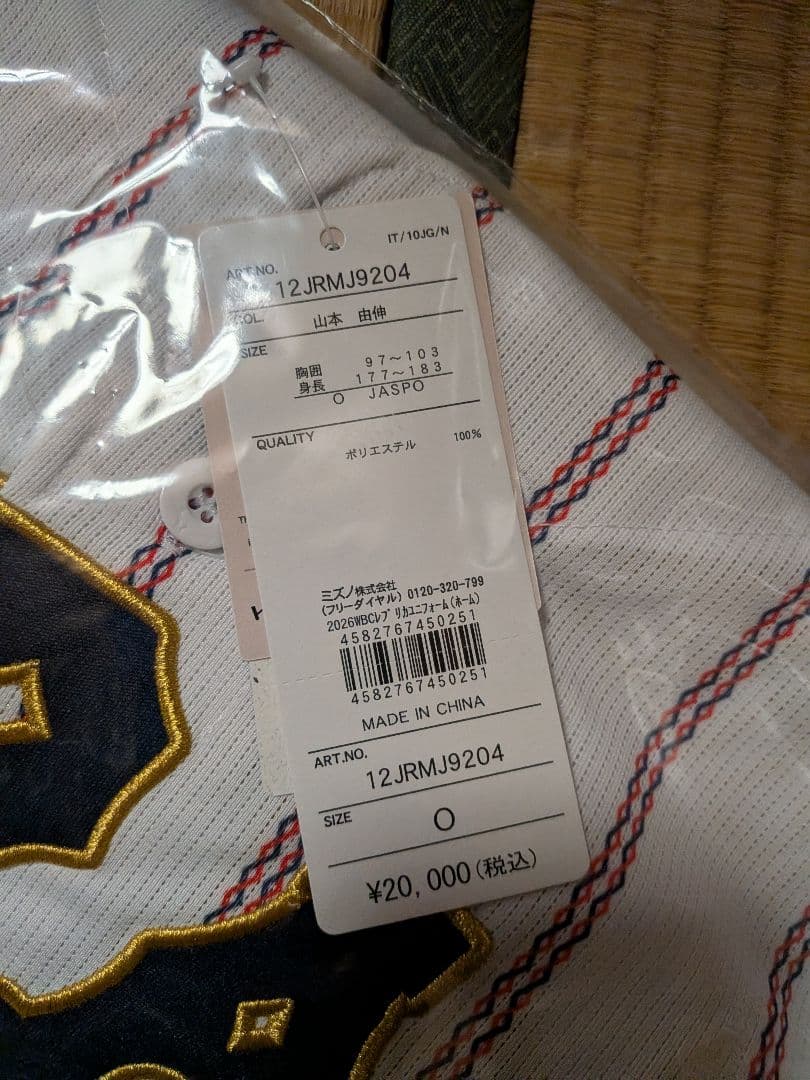 IT/10JG/N
ART.NO.
12JRMJ9204
COL.
山本 由伸
SIZE
胸囲 97～103
身長 177～183
O JASPO
QUALITY
ポリエステル 100%
ミズノ株式会社
(フリーダイヤル) 0120-320-799
2026WBCレプリカユニフォーム(ホーム)
4582767450251
4582767450251
MADE IN CHINA
ART.NO.
12JRMJ9204
SIZE
O
¥20,000(税込)